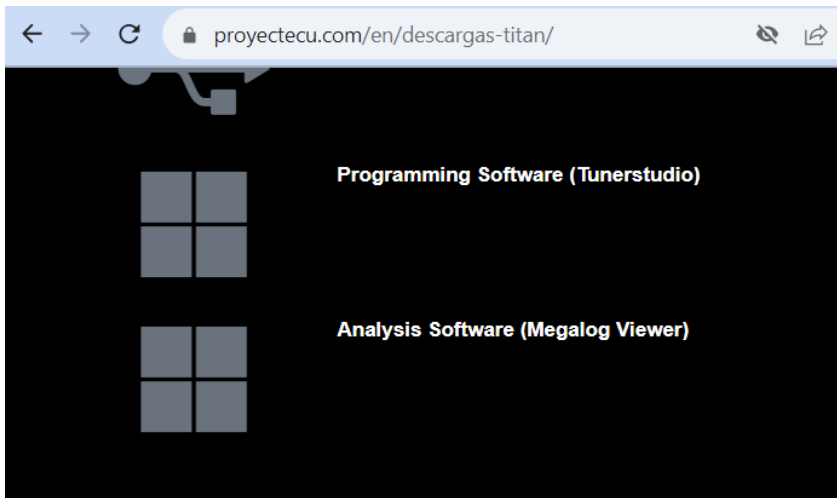 proyectecu.com/en/descargas-titan/
Programming Software (Tunerstudio)
Analysis Software (Megalog Viewer)